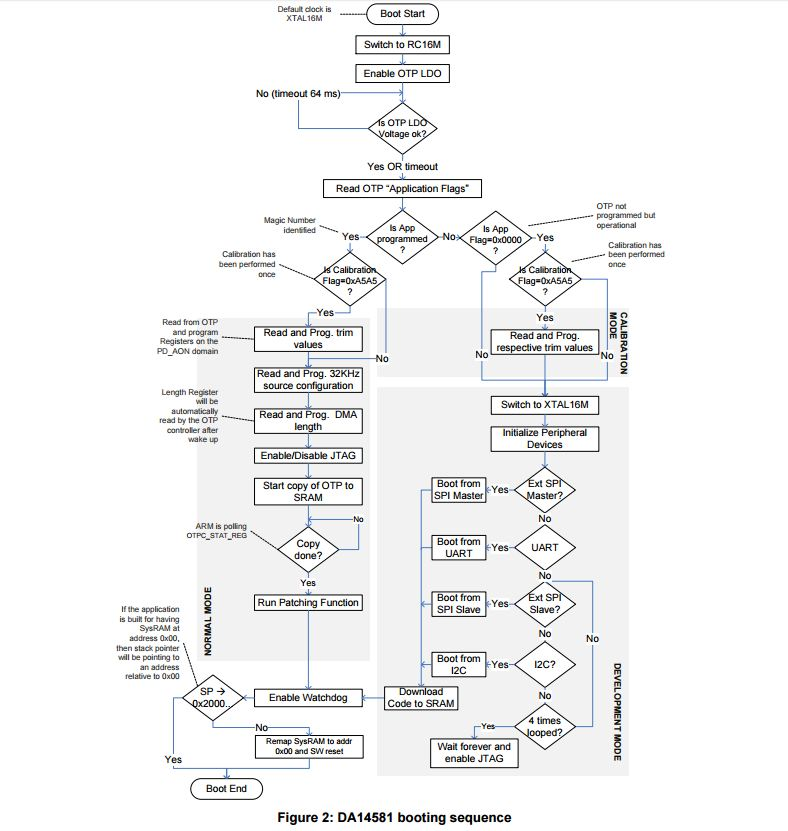 Default clock is
XTAL16M
Boot Start
Switch to RC16M
Enable OTP LDO
No (timeout 64 ms)
Is OTP LDO
Voltage ok?
Yes OR timeout
Read OTP “Application Flags”
Magic Number
identified
Yes
Is App
programmed
?
No
Is App
Flag=0x0000
?
Yes
OTP not
programmed but
operational
Calibration has
been performed
once
Is Calibration
Flag=0xA5A5
?
Is Calibration
Flag=0xA5A5
?
Calibration has
been performed
once
Yes
Yes
Read from OTP
and program
Registers on the
PD_AON domain
Read and Prog. trim
values
No
Read and Prog.
respective trim values
No
No
CALIBRATION
MODE
Read and Prog. 32KHz
source configuration
Length Register
will be
automatically
read by the OTP
controller after
wake up
Read and Prog. DMA
length
Enable/Disable JTAG
Start copy of OTP to
SRAM
No
ARM is polling
OTPC_STAT_REG
Copy
done?
Yes
Run Patching Function
NORMAL MODE
Switch to XTAL16M
Initialize Peripheral
Devices
Boot from
SPI Master
Yes
Ext SPI
Master?
No
Boot from
UART
Yes
UART
No
Boot from
SPI Slave
Yes
Ext SPI
Slave?
No
No
Boot from
I2C
Yes
I2C?
No
4 times
looped?
Yes
Wait forever and
enable JTAG
DEVELOPMENT MODE
Download
Code to SRAM
Enable Watchdog
If the application
is built for having
SysRAM at
address 0x00,
then stack pointer
will be pointing to
an address
relative to 0x00
SP →
0x2000..
No
Remap SysRAM to addr
0x00 and SW reset
Yes
Boot End
Figure 2: DA14581 booting sequence